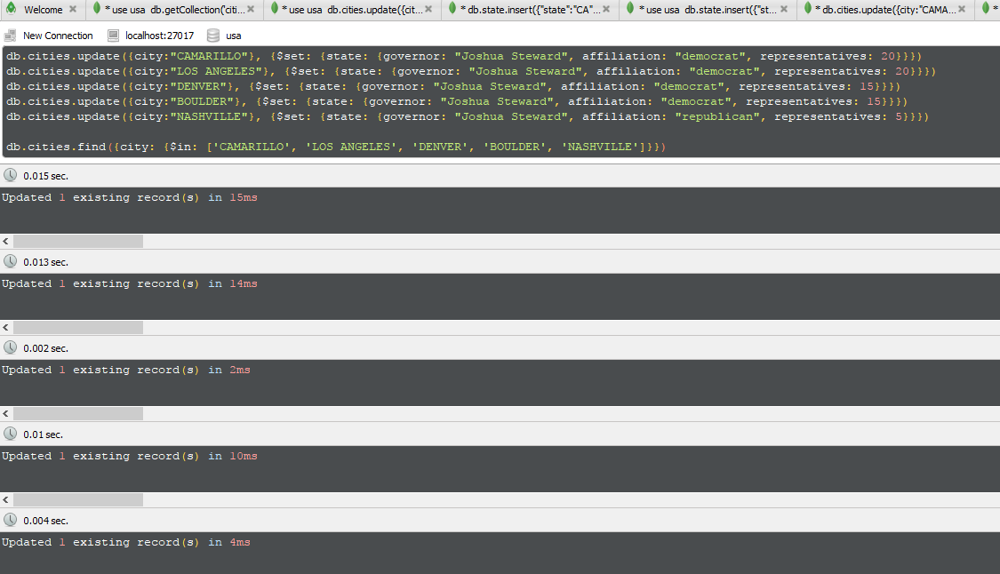 Welcome * use usa db.getCollection('citi... * use usa db.cities.update({cit... * db.state.insert({"state":"CA"... * use usa db.state.insert({"st... * db.cities.update({city:"CAMA... *
New Connection localhost:27017 usa
db.cities.update({city:"CAMARILLO"}, {$set: {state: {governor: "Joshua Steward", affiliation: "democrat", representatives: 20}}})
db.cities.update({city:"LOS ANGELES"}, {$set: {state: {governor: "Joshua Steward", affiliation: "democrat", representatives: 20}}})
db.cities.update({city:"DENVER"}, {$set: {state: {governor: "Joshua Steward", affiliation: "democrat", representatives: 15}}})
db.cities.update({city:"BOULDER"}, {$set: {state: {governor: "Joshua Steward", affiliation: "democrat", representatives: 15}}})
db.cities.update({city:"NASHVILLE"}, {$set: {state: {governor: "Joshua Steward", affiliation: "republican", representatives: 5}}})
db.cities.find({city: {$in: ['CAMARILLO', 'LOS ANGELES', 'DENVER', 'BOULDER', 'NASHVILLE']}})
0.015 sec.
Updated 1 existing record(s) in 15ms
0.013 sec.
Updated 1 existing record(s) in 14ms
0.002 sec.
Updated 1 existing record(s) in 2ms
0.01 sec.
Updated 1 existing record(s) in 10ms
0.004 sec.
Updated 1 existing record(s) in 4ms